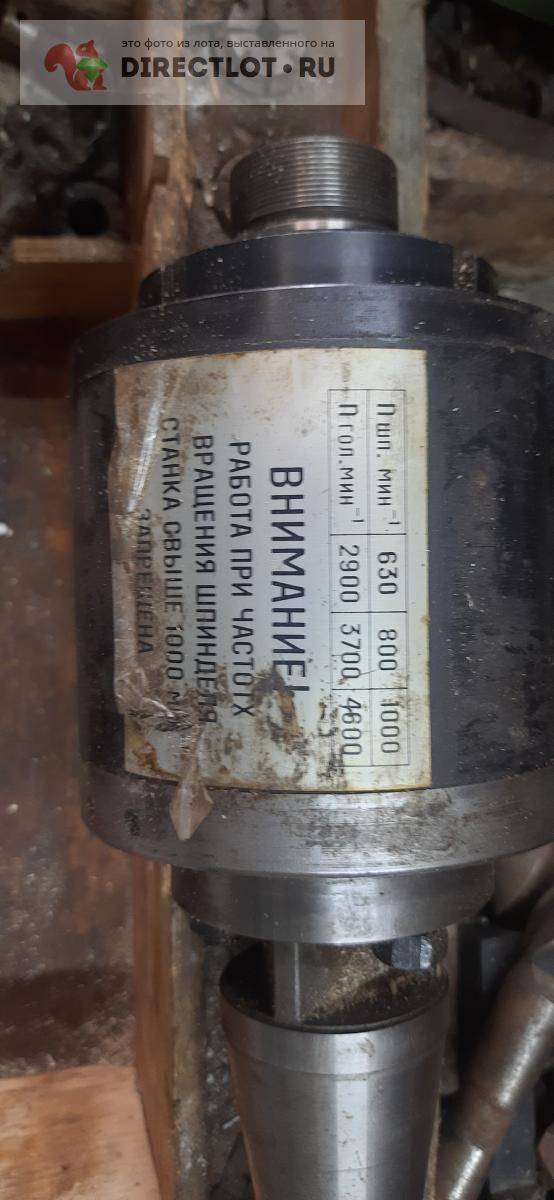 это фото из лота, выставленного на
DIRECTLOT.RU
n шп. мин⁻¹ 630 800 1000
n гол. мин⁻¹ 2900 3700 4600
ВНИМАНИЕ!
РАБОТА ПРИ ЧАСТОТХ
ВРАЩЕНИЯ ШПИНДЕЛЯ
СТАНКА СВЫШЕ 1000 м
ЗАПРЕЩЕНА